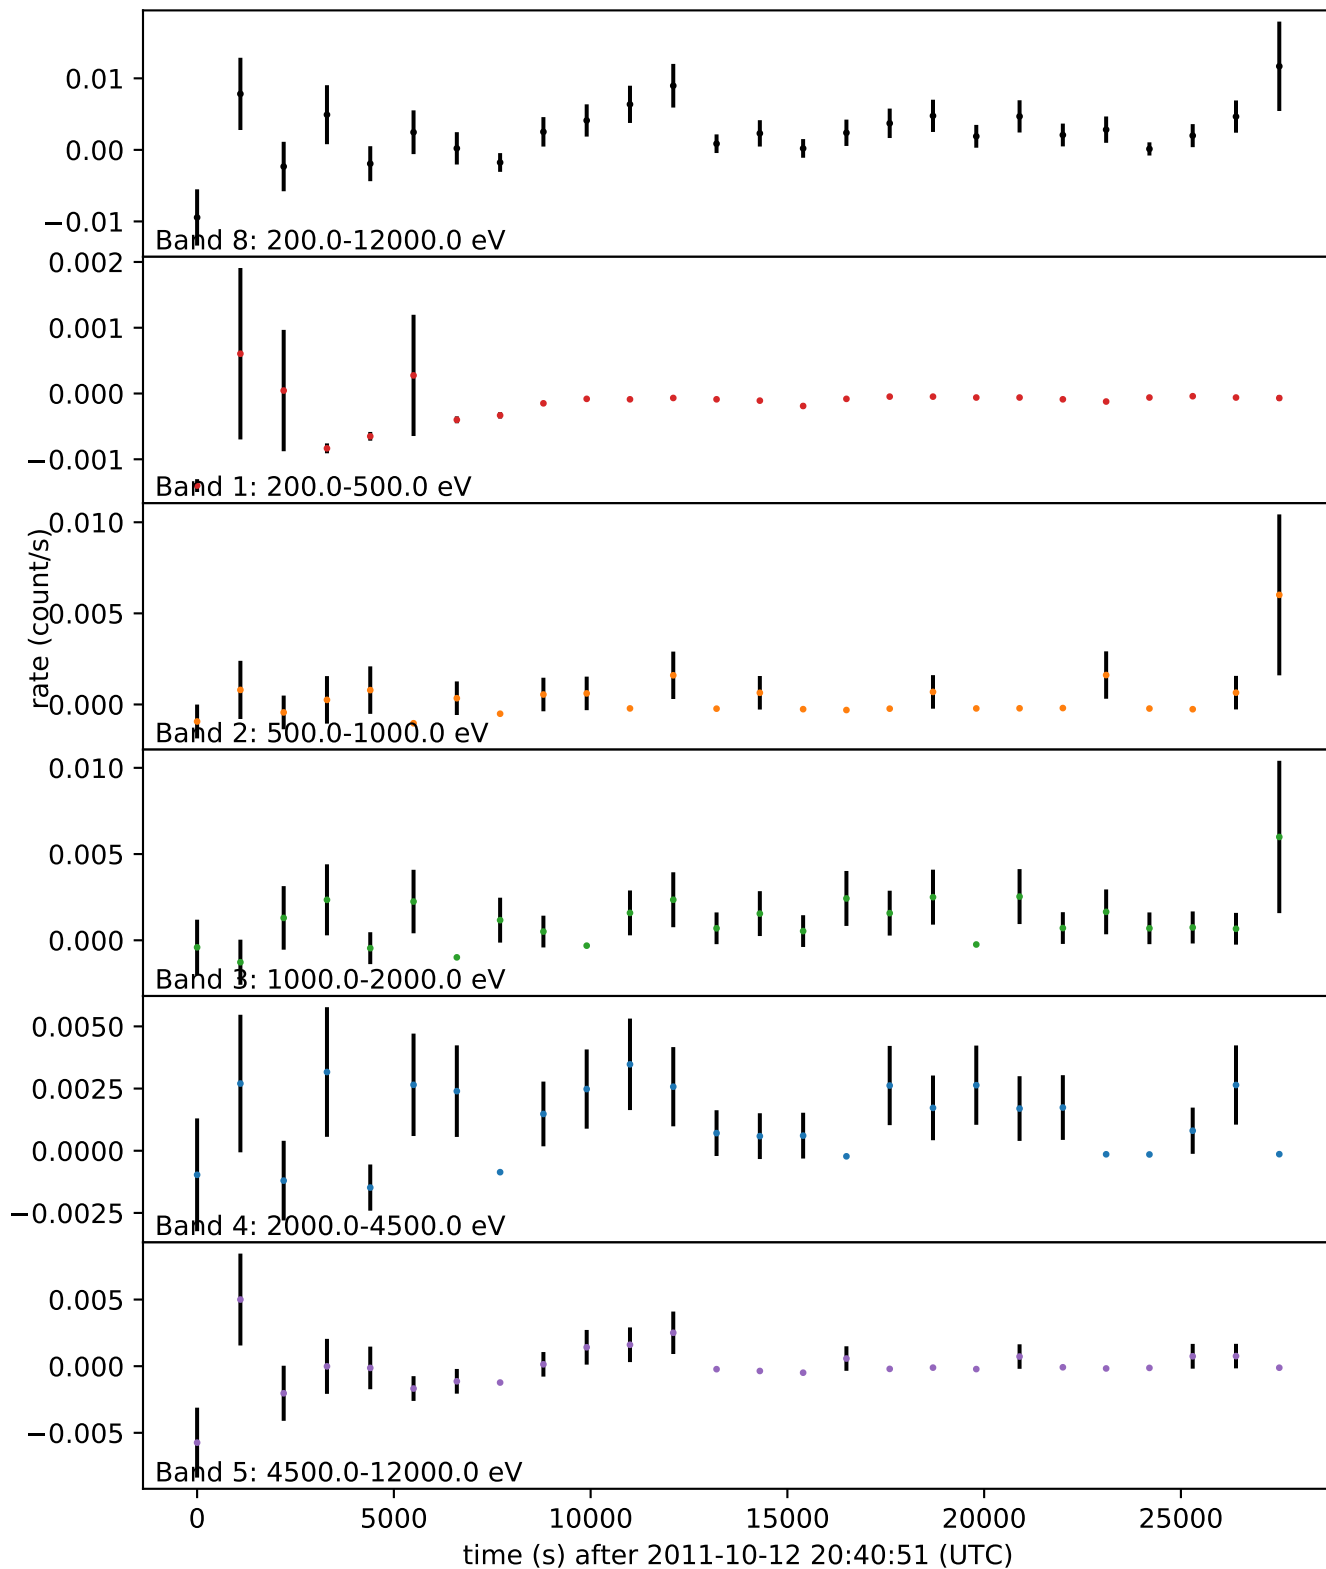 0.01
0.00
−0.01
Band 8: 200.0-12000.0 eV
0.002
0.001
0.000
−0.001
Band 1: 200.0-500.0 eV
rate (count/s)
0.010
0.005
0.000
Band 2: 500.0-1000.0 eV
0.010
0.005
0.000
Band 3: 1000.0-2000.0 eV
0.0050
0.0025
0.0000
−0.0025
Band 4: 2000.0-4500.0 eV
0.005
0.000
−0.005
Band 5: 4500.0-12000.0 eV
0 5000 10000 15000 20000 25000
time (s) after 2011-10-12 20:40:51 (UTC)